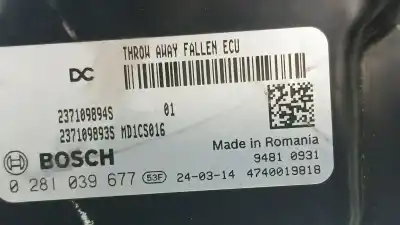 THROW AWAY FALLEN ECU
DC
237109894S 01
237109893S MD1CS016
BOSCH
Made in Romania
9481 0931
0 281 039 677 53F 24-03-14 4740019818